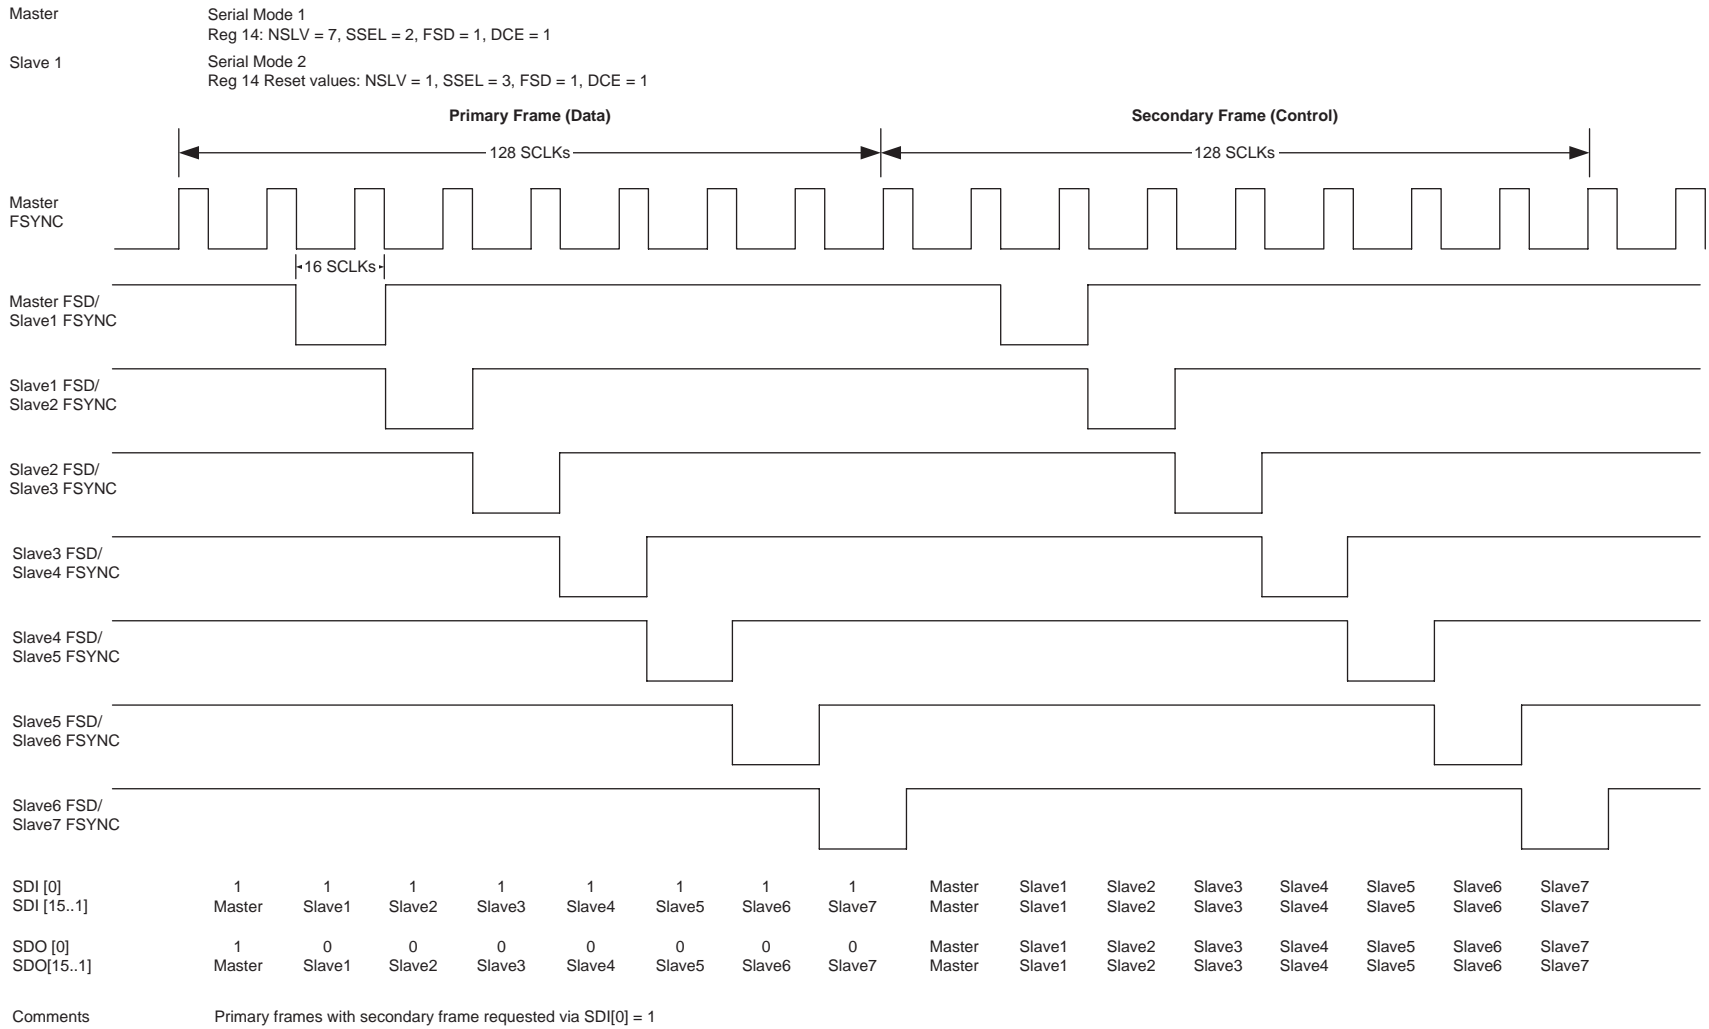 Master Serial Mode 1
Reg 14: NSLV = 7, SSEL = 2, FSD = 1, DCE = 1
Slave 1 Serial Mode 2
Reg 14 Reset values: NSLV = 1, SSEL = 3, FSD = 1, DCE = 1
Primary Frame (Data) Secondary Frame (Control)
128 SCLKs 128 SCLKs
Master
FSYNC
16 SCLKs
Master FSD/
Slave1 FSYNC
Slave1 FSD/
Slave2 FSYNC
Slave2 FSD/
Slave3 FSYNC
Slave3 FSD/
Slave4 FSYNC
Slave4 FSD/
Slave5 FSYNC
Slave5 FSD/
Slave6 FSYNC
Slave6 FSD/
Slave7 FSYNC
SDI [0] 1 1 1 1 1 1 1 1 Master Slave1 Slave2 Slave3 Slave4 Slave5 Slave6 Slave7
SDI [15..1] Master Slave1 Slave2 Slave3 Slave4 Slave5 Slave6 Slave7 Master Slave1 Slave2 Slave3 Slave4 Slave5 Slave6 Slave7
SDO [0] 1 0 0 0 0 0 0 0 Master Slave1 Slave2 Slave3 Slave4 Slave5 Slave6 Slave7
SDO[15..1] Master Slave1 Slave2 Slave3 Slave4 Slave5 Slave6 Slave7 Master Slave1 Slave2 Slave3 Slave4 Slave5 Slave6 Slave7
Comments Primary frames with secondary frame requested via SDI[0] = 1